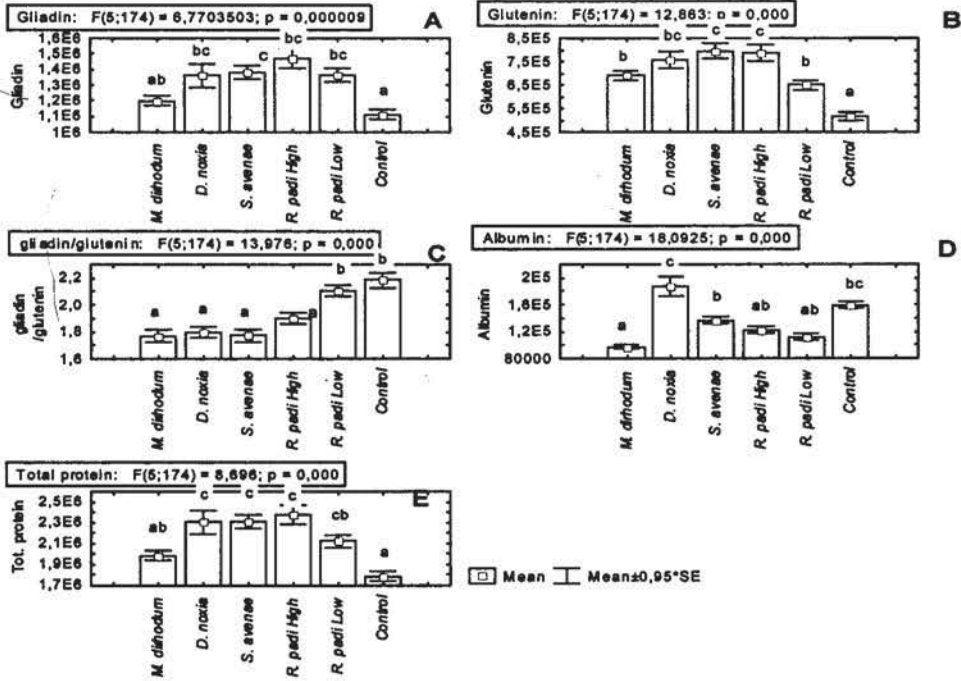 Gliadin: F(5;174) = 6,7703503; p = 0,000009
A
Gliadin
1,6E6
1,5E6
1,4E6
1,3E6
1,2E6
1,1E6
1E6
ab
bc
c
bc
bc
a
M. dirhodum
D. noxia
S. avenae
R. padi High
R. padi Low
Control
Glutenin: F(5;174) = 12,863; p = 0,000
B
Glutenin
8,5E5
7,5E5
6,5E5
5,5E5
4,5E5
b
bc
c
c
b
a
M. dirhodum
D. noxia
S. avenae
R. padi High
R. padi Low
Control
gliadin/glutenin: F(5;174) = 13,976; p = 0,000
C
gliadin
/glutenin
2,2
2,0
1,8
1,6
a
a
a
a
b
b
M. dirhodum
D. noxia
S. avenae
R. padi High
R. padi Low
Control
Albumin: F(5;174) = 18,0925; p = 0,000
D
Albumin
2E5
1,6E5
1,2E5
80000
a
c
b
ab
ab
bc
M. dirhodum
D. noxia
S. avenae
R. padi High
R. padi Low
Control
Total protein: F(5;174) = 8,696; p = 0,000
E
Tot. protein
2,5E6
2,3E6
2,1E6
1,9E6
1,7E6
ab
c
c
c
cb
a
M. dirhodum
D. noxia
S. avenae
R. padi High
R. padi Low
Control
Mean
Mean±0,95*SE